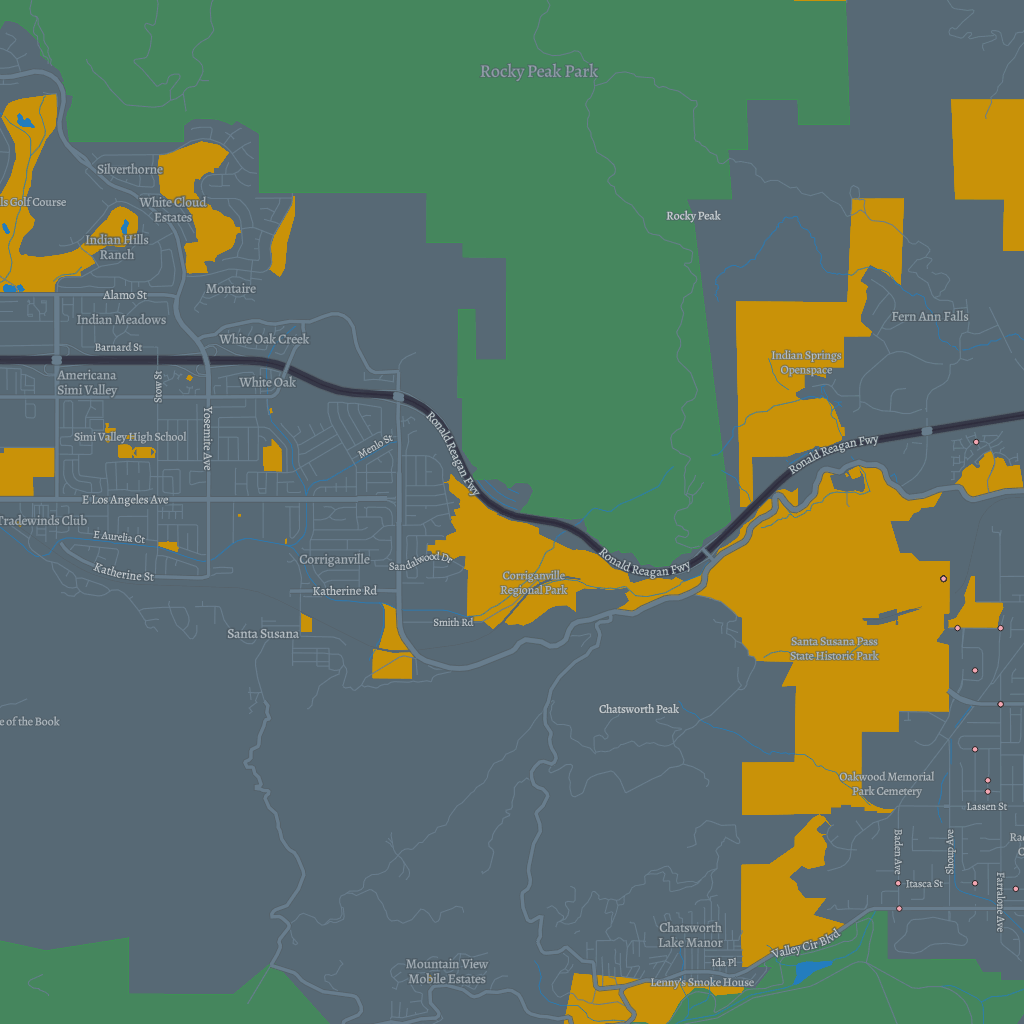 Rocky Peak Park
Silverthorne
White Cloud
Estates
ls Golf Course
Rocky Peak
Indian Hills
Ranch
Montaire
Alamo St
Indian Meadows
Fern Ann Falls
White Oak Creek
Barnard St
Indian Springs
Openspace
Americana
Simi Valley
Stow St
White Oak
Yosemite Ave
Simi Valley High School
Menlo St
Ronald Reagan Fwy
Ronald Reagan Fwy
E Los Angeles Ave
Tradewinds Club
E Aurelia Ct
Katherine St
Corriganville
Sandalwood Dr
Ronald Reagan Fwy
Corriganville
Regional Park
Katherine Rd
Smith Rd
Santa Susana
Santa Susana Pass
State Historic Park
Chatsworth Peak
e of the Book
Oakwood Memorial
Park Cemetery
Lassen St
Baden Ave
Shoup Ave
Ra
C
Itasca St
Farralone Ave
Chatsworth
Lake Manor
Valley Cir Blvd
Ida Pl
Mountain View
Mobile Estates
Lenny's Smoke House